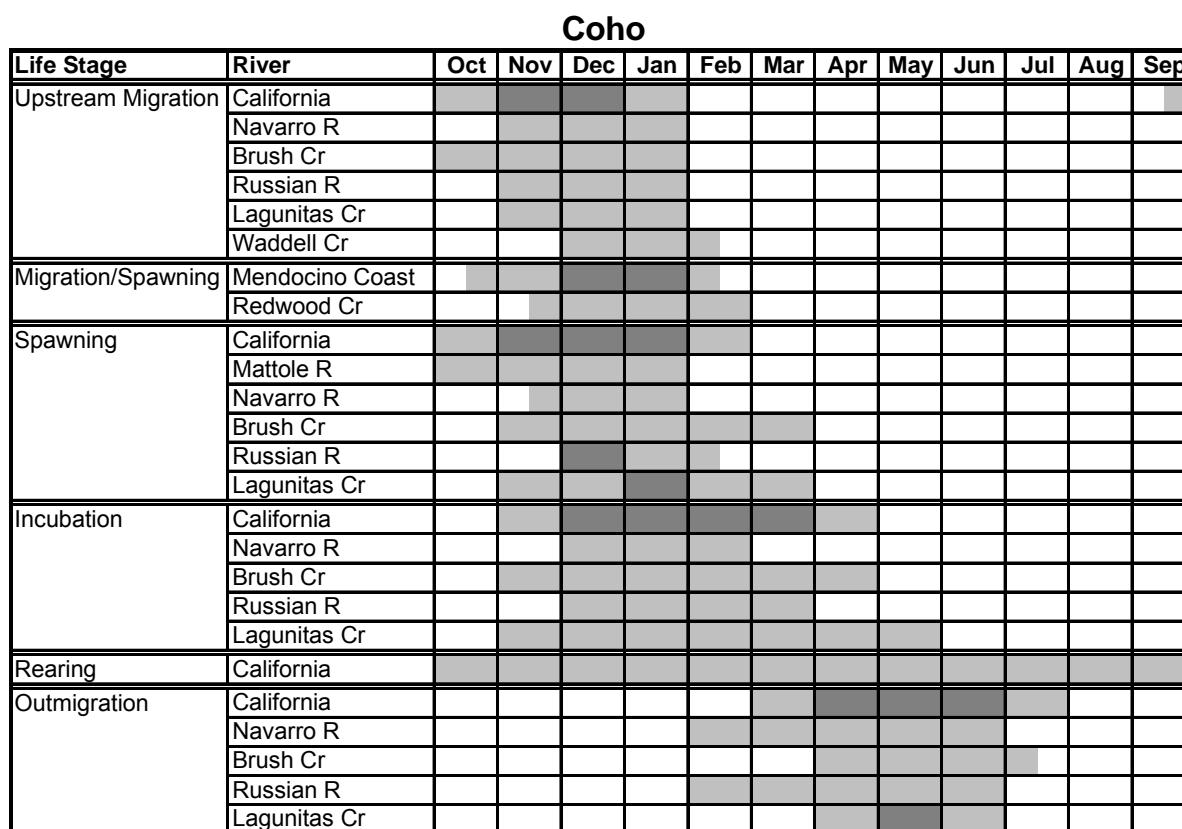 Coho
Life Stage River Oct Nov Dec Jan Feb Mar Apr May Jun Jul Aug Sep
Upstream Migration California
Navarro R
Brush Cr
Russian R
Lagunitas Cr
Waddell Cr
Migration/Spawning Mendocino Coast
Redwood Cr
Spawning California
Mattole R
Navarro R
Brush Cr
Russian R
Lagunitas Cr
Incubation California
Navarro R
Brush Cr
Russian R
Lagunitas Cr
Rearing California
Outmigration California
Navarro R
Brush Cr
Russian R
Lagunitas Cr